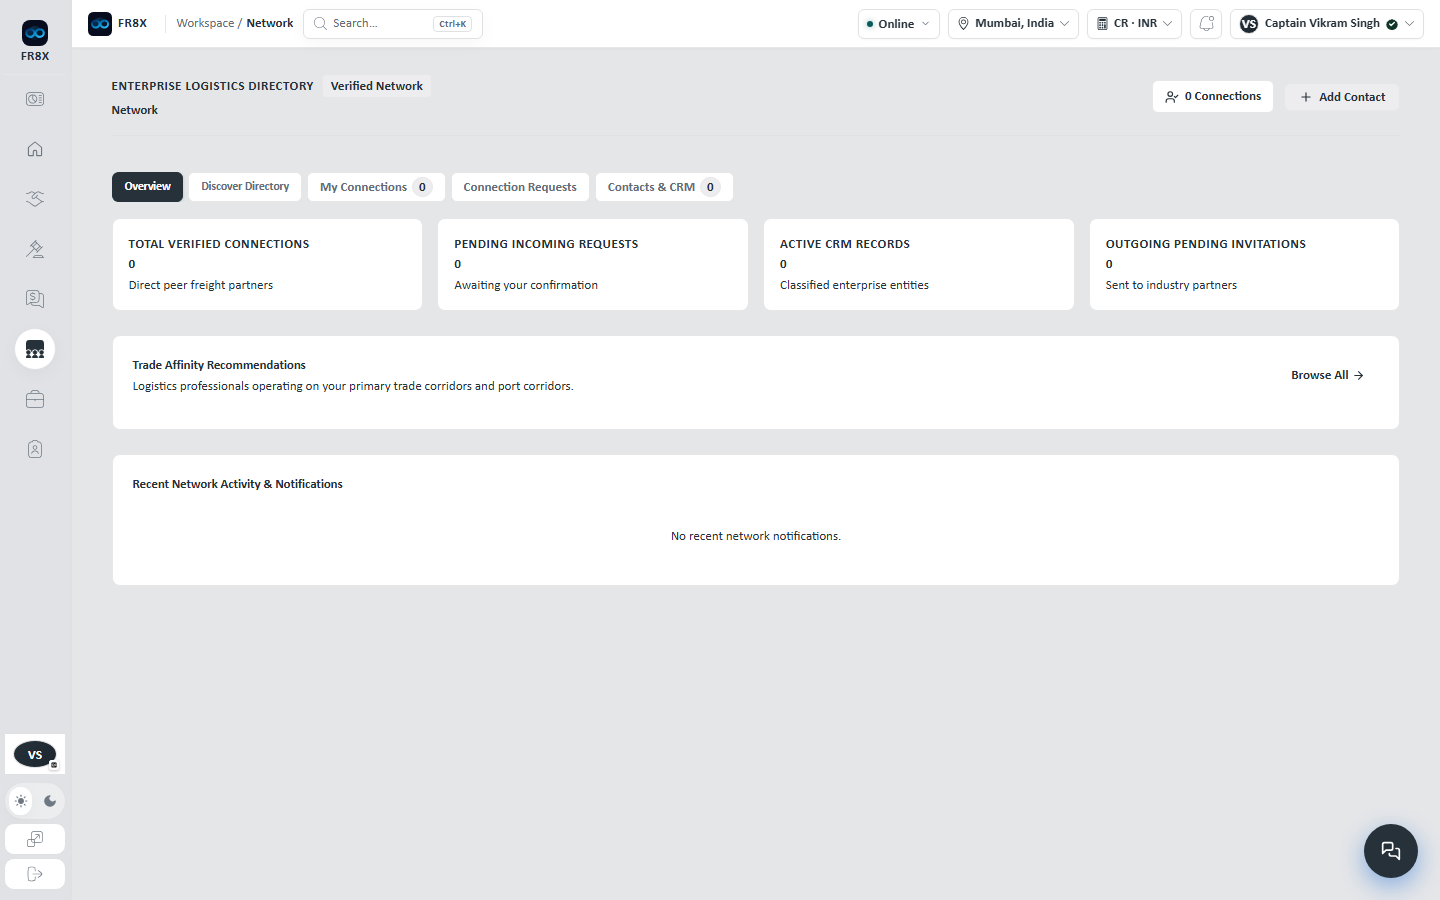 FR8X
FR8X
Workspace / Network
Search...
Ctrl+K
Online
Mumbai, India
CR · INR
VS
Captain Vikram Singh
ENTERPRISE LOGISTICS DIRECTORY
Verified Network
Network
0 Connections
Add Contact
Overview
Discover Directory
My Connections 0
Connection Requests
Contacts & CRM 0
TOTAL VERIFIED CONNECTIONS
0
Direct peer freight partners
PENDING INCOMING REQUESTS
0
Awaiting your confirmation
ACTIVE CRM RECORDS
0
Classified enterprise entities
OUTGOING PENDING INVITATIONS
0
Sent to industry partners
Trade Affinity Recommendations
Logistics professionals operating on your primary trade corridors and port corridors.
Browse All →
Recent Network Activity & Notifications
No recent network notifications.
VS